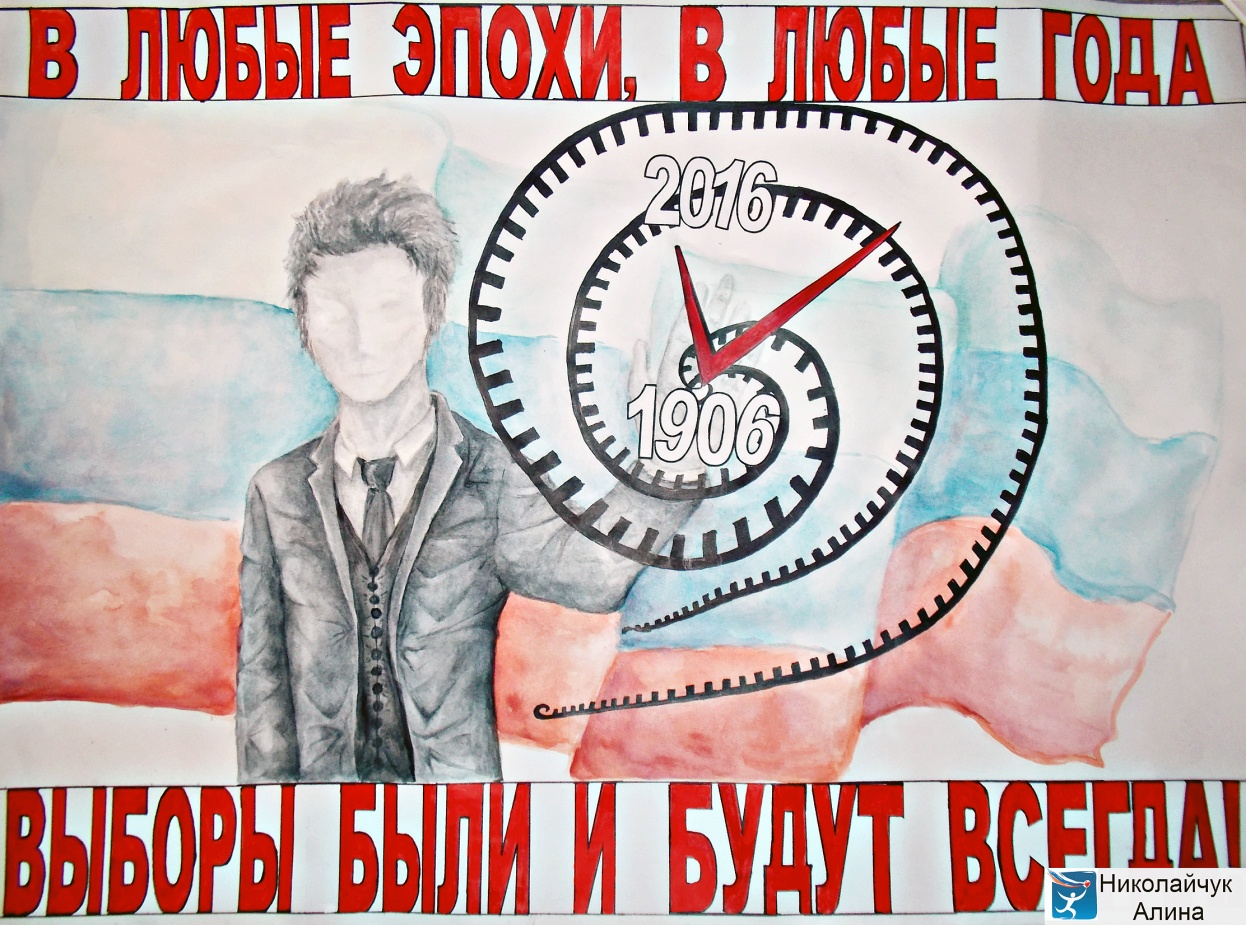 В ЛЮБЫЕ ЭПОХИ, В ЛЮБЫЕ ГОДА
2016
1906
ВЫБОРЫ БЫЛИ И БУДУТ ВСЕГДА!
Николайчук
Алина